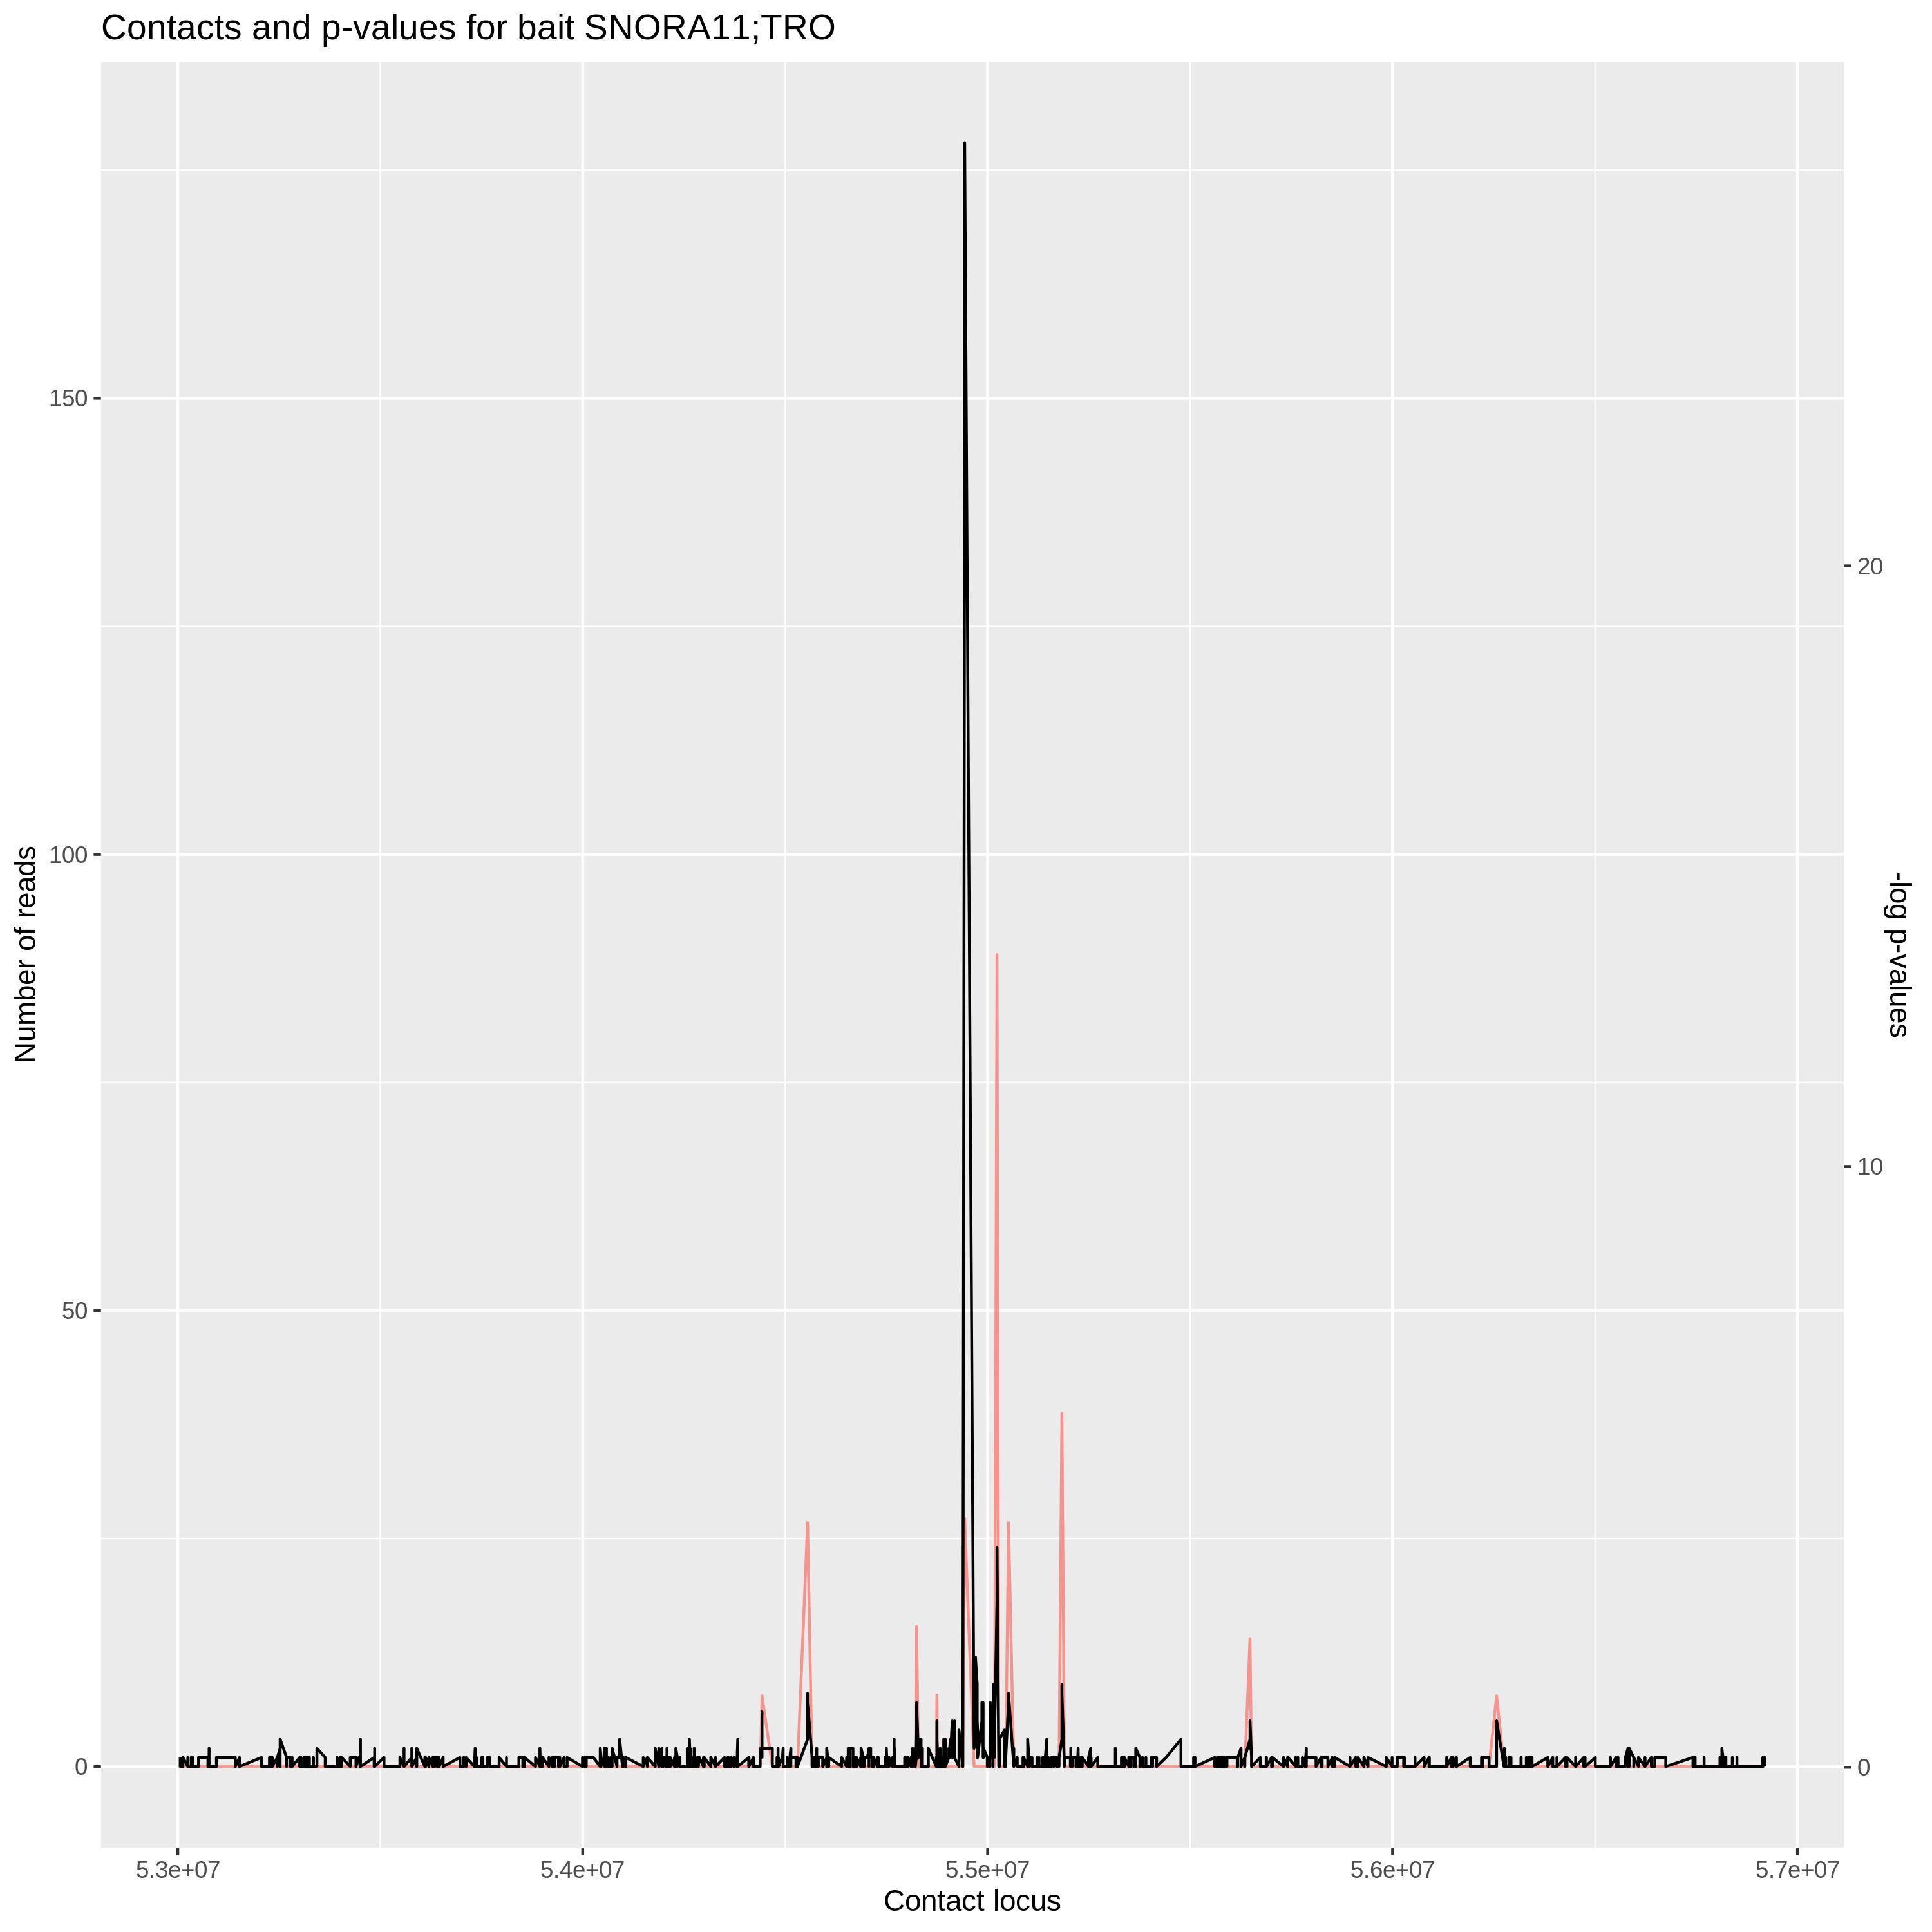 Contacts and p-values for bait SNORA11;TRO
Number of reads
150
100
50
0
20
10
0
-log p-values
5.3e+07 5.4e+07 5.5e+07 5.6e+07 5.7e+07
Contact locus